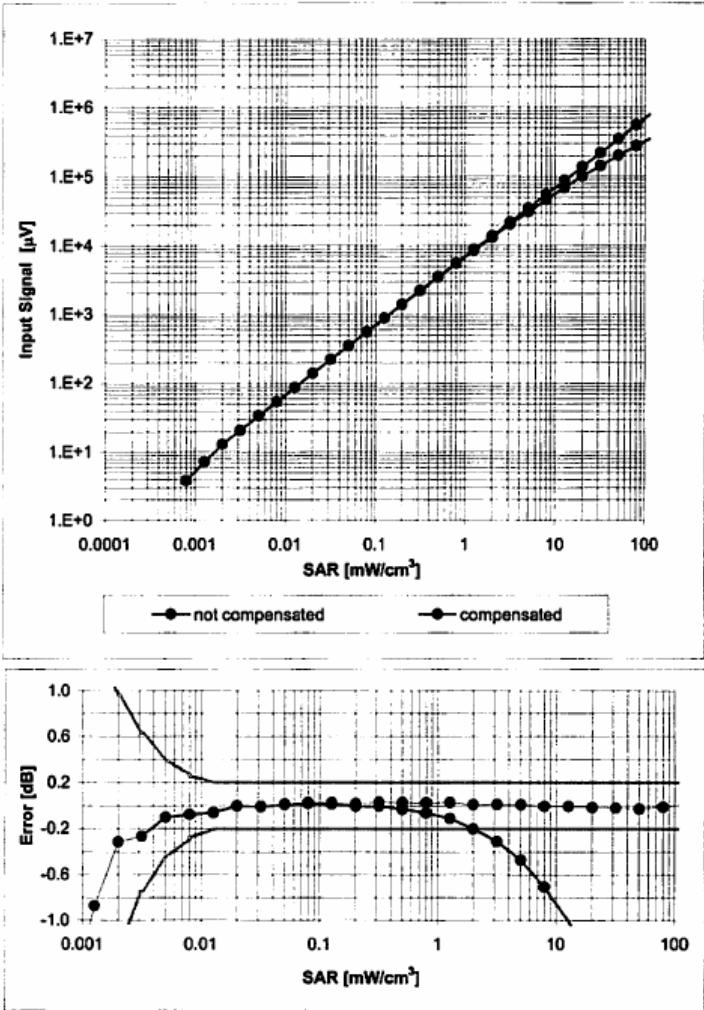 1.E+7
1.E+6
1.E+5
1.E+4
1.E+3
1.E+2
1.E+1
1.E+0
Input Signal [µV]
0.0001 0.001 0.01 0.1 1 10 100
SAR [mW/cm³]
not compensated compensated
1.0
0.6
0.2
-0.2
-0.6
-1.0
Error [dB]
0.001 0.01 0.1 1 10 100
SAR [mW/cm³]